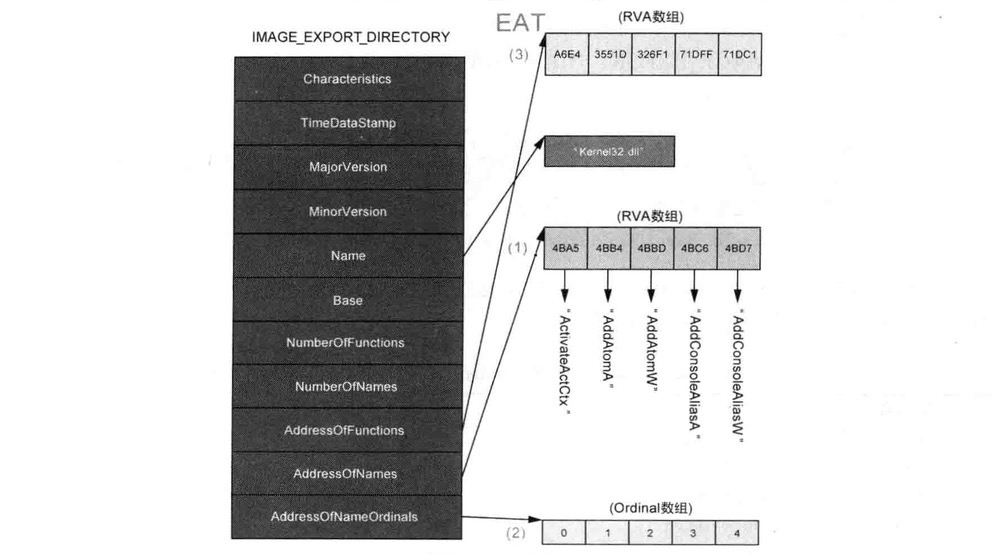 EAT
IMAGE_EXPORT_DIRECTORY
Characteristics
TimeDataStamp
MajorVersion
MinorVersion
Name
Base
NumberOfFunctions
NumberOfNames
AddressOfFunctions
AddressOfNames
AddressOfNameOrdinals
(RVA数组)
(3)
A6E4 3551D 326F1 71DFF 71DC1
"Kernel32.dll"
(RVA数组)
(1)
4BA5 4BB4 4BBD 4BC6 4BD7
"ActivateActCtx"
"AddAtomA"
"AddAtomW"
"AddConsoleAliasA"
"AddConsoleAliasW"
(Ordinal数组)
(2)
0 1 2 3 4